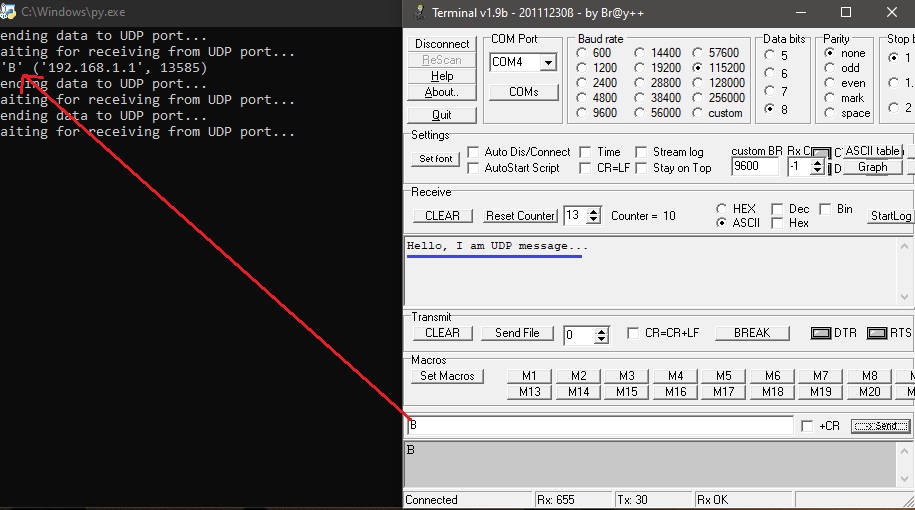 C:\Windows\py.exe
ending data to UDP port...
aiting for receiving from UDP port...
'B' ('192.168.1.1', 13585)
ending data to UDP port...
aiting for receiving from UDP port...
ending data to UDP port...
aiting for receiving from UDP port...
Terminal v1.9b - 20111230ß - by Br@y++
Disconnect
ReScan
Help
About..
Quit
COM Port
COM4
COMs
Baud rate
600 14400 57600
1200 19200 115200
2400 28800 128000
4800 38400 256000
9600 56000 custom
Data bits
5
6
7
8
Parity
none
odd
even
mark
space
Stop b
1
1.
2
Settings
Set font
Auto Dis/Connect Time Stream log
AutoStart Script CR=LF Stay on Top
custom BR Rx C
9600 -1
ASCII table
Graph
Receive
CLEAR Reset Counter 13 Counter = 10
HEX Dec Bin
ASCII Hex
StartLog
Hello, I am UDP message...
Transmit
CLEAR Send File 0 CR=CR+LF BREAK DTR RTS
Macros
Set Macros
M1 M2 M3 M4 M5 M6 M7 M8
M13 M14 M15 M16 M17 M18 M19 M20
B +CR -> Send
B
Connected Rx: 655 Tx: 30 Rx OK